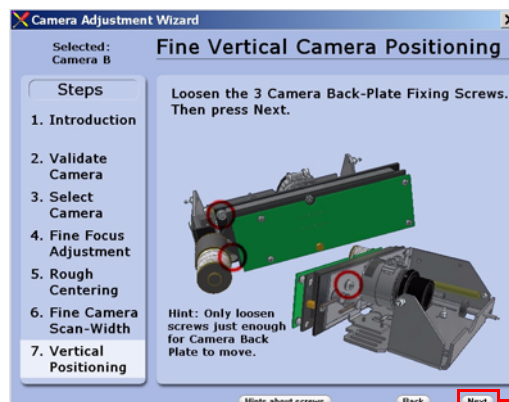 Camera Adjustment Wizard
Selected:
Camera B
Fine Vertical Camera Positioning
Steps
1. Introduction
2. Validate
Camera
3. Select
Camera
4. Fine Focus
Adjustment
5. Rough
Centering
6. Fine Camera
Scan-Width
7. Vertical
Positioning
Loosen the 3 Camera Back-Plate Fixing Screws.
Then press Next.
Hint: Only loosen
screws just enough
for Camera Back
Plate to move.
Hints about screws
Back
Next